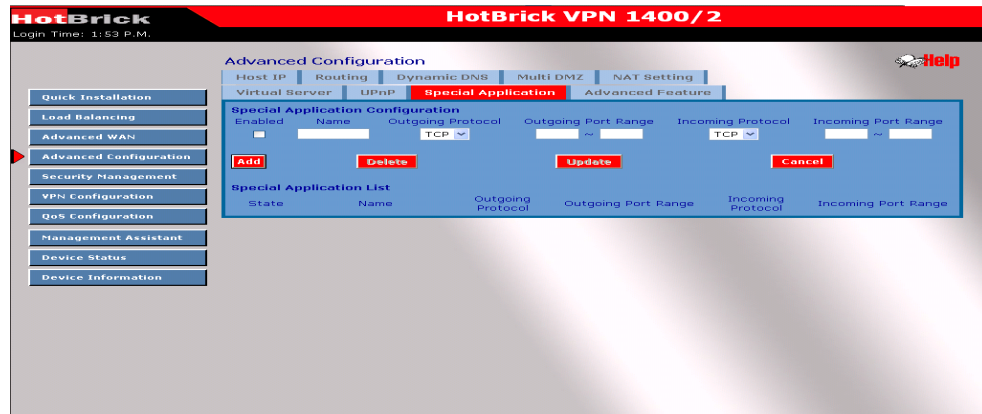 HotBrick
HotBrick VPN 1400/2
Login Time: 1:53 P.M.
Advanced Configuration
Help
Host IP Routing Dynamic DNS Multi DMZ NAT Setting
Virtual Server UPnP Special Application Advanced Feature
Quick Installation
Load Balancing
Advanced WAN
Advanced Configuration
Security Management
VPN Configuration
QoS Configuration
Management Assistant
Device Status
Device Information
Special Application Configuration
Enabled Name Outgoing Protocol Outgoing Port Range Incoming Protocol Incoming Port Range
TCP ~ TCP ~
Add Delete Update Cancel
Special Application List
State Name Outgoing Protocol Outgoing Port Range Incoming Protocol Incoming Port Range